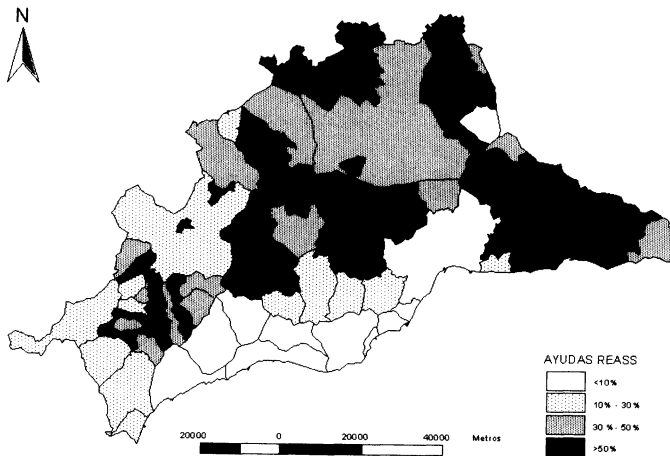 N
AYUDAS REASS
<10%
10% - 30%
30% - 50%
>50%
20000 0 20000 40000 Metros